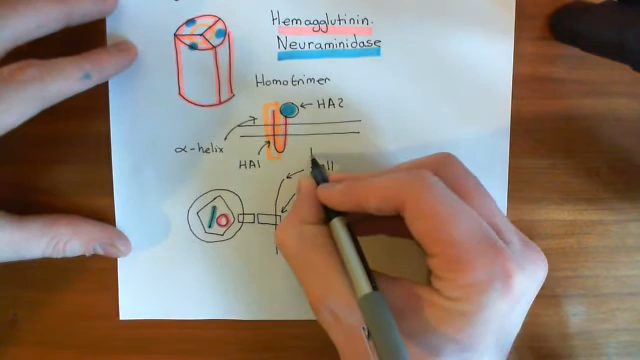 Hemagglutinin.
Neuraminidase
Homotrimer
HA2
α-helix
HA1